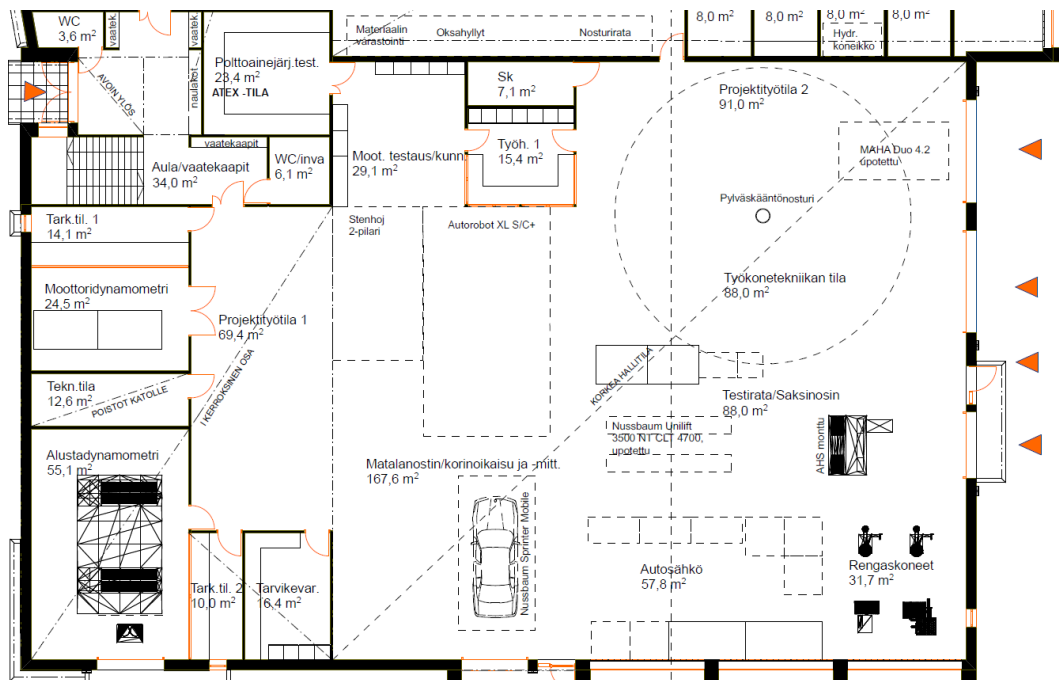 WC
3,6 m²
vaatek
vaatek
naulakot
AVOIN YLÖS
Polttoainejärj.test.
23,4 m²
ATEX -TILA
Materiaalin
varastointi
Oksahyllyt
Nosturirata
8,0 m²
8,0 m²
8,0 m²
8,0 m²
Hydr.
koneikko
Sk
7,1 m²
Projektityötila 2
91,0 m²
vaatekaapit
Aula/vaatekaapit
34,0 m²
WC/inva
6,1 m²
Moot. testaus/kunn.
29,1 m²
Työh. 1
15,4 m²
MAHA Duo 4.2
upotettu
Pylväskääntönosturi
Tark.til. 1
14,1 m²
Stenhoj
2-pilari
Autorobot XL S/C+
Moottoridynamometri
24,5 m²
Projektityötila 1
69,4 m²
Työkonetekniikan tila
88,0 m²
I KERROKSINEN OSA
KORKEA HALLITILA
Tekn.tila
12,6 m²
POISTOT KATOLLE
Testirata/Saksinosin
88,0 m²
Nussbaum Unilift
3500 NT CLT 4700,
upotettu
AHS monttu
Alustadynamometri
55,1 m²
Matalanostin/korinoikaisu ja -mitt.
167,6 m²
Nussbaum Sprinter Mobile
Tark.til. 2
10,0 m²
Tarvikevar.
16,4 m²
Autosähkö
57,8 m²
Rengaskoneet
31,7 m²